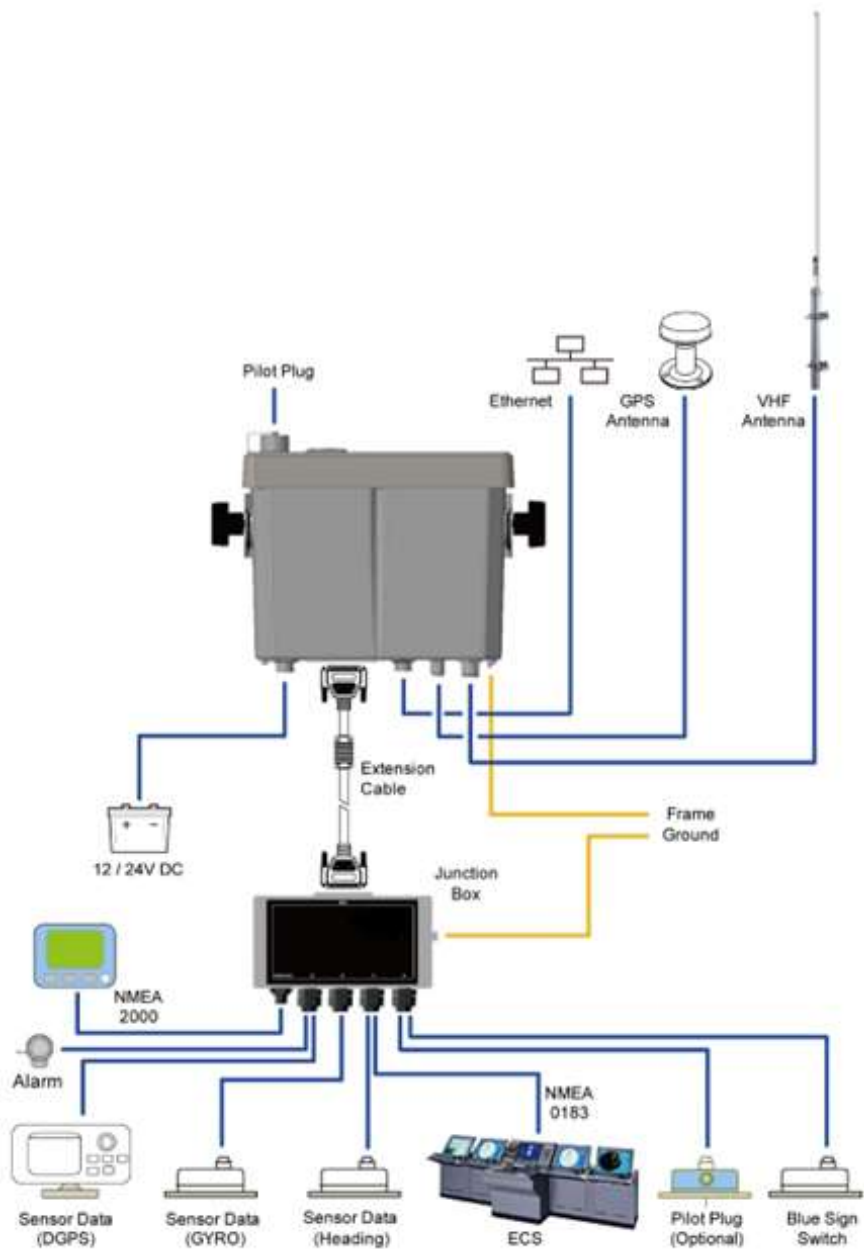 Pilot Plug
Ethernet
GPS
Antenna
VHF
Antenna
Extension
Cable
Frame
Ground
+ −
12 / 24V DC
Junction
Box
NMEA
2000
Alarm
NMEA
0183
Sensor Data
(DGPS)
Sensor Data
(GYRO)
Sensor Data
(Heading)
ECS
Pilot Plug
(Optional)
Blue Sign
Switch